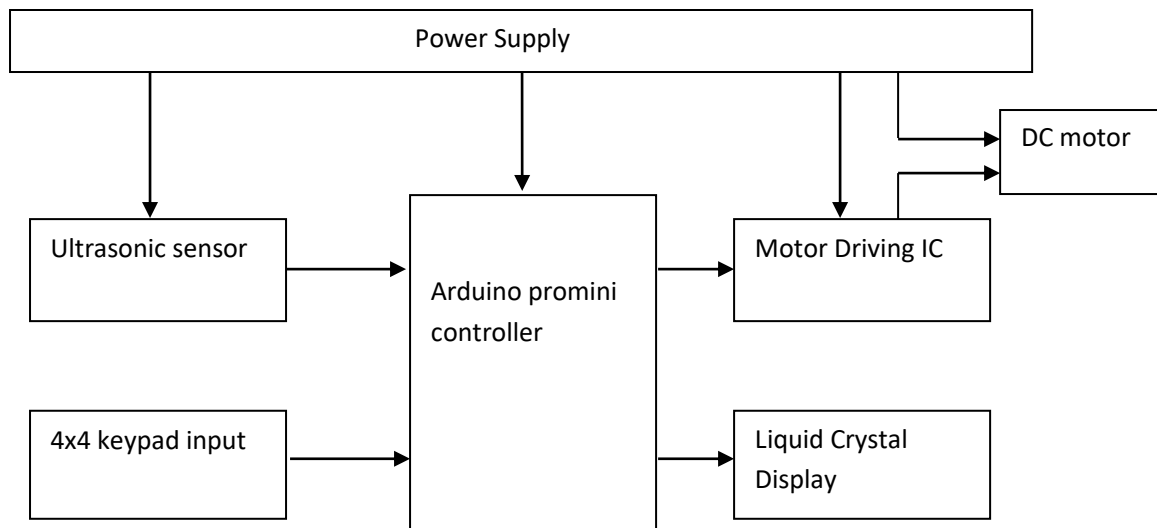 Power Supply
DC motor
Ultrasonic sensor
Motor Driving IC
Arduino promini
controller
4x4 keypad input
Liquid Crystal
Display